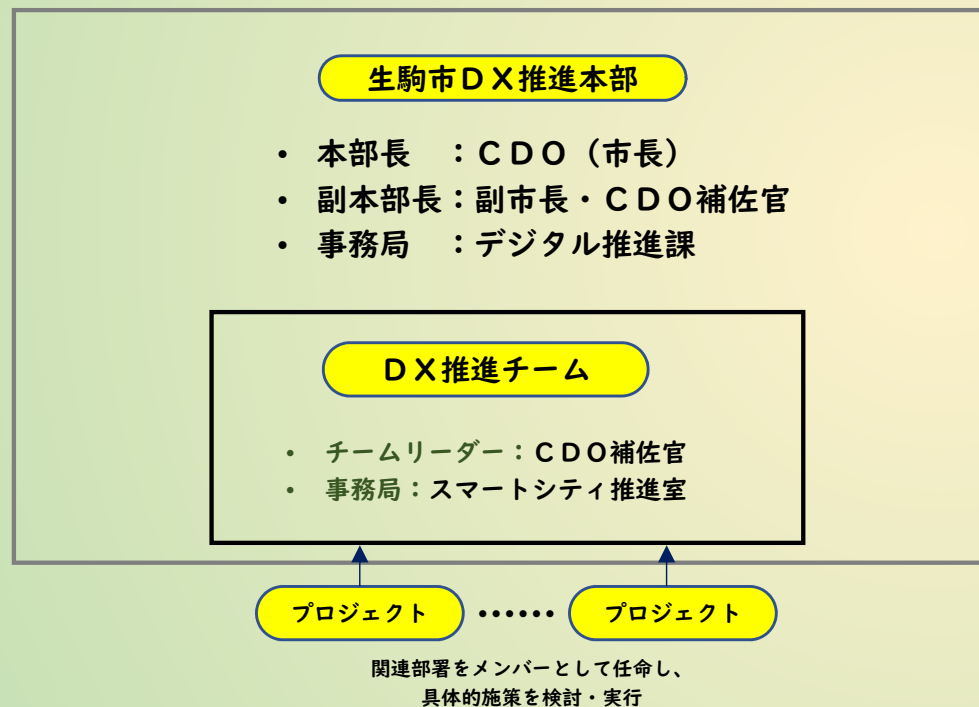 生駒市ＤＸ推進本部
• 本部長　：ＣＤＯ（市長）
• 副本部長：副市長・ＣＤＯ補佐官
• 事務局　：デジタル推進課
ＤＸ推進チーム
• チームリーダー：ＣＤＯ補佐官
• 事務局：スマートシティ推進室
プロジェクト ・・・・・・ プロジェクト
関連部署をメンバーとして任命し、
具体的施策を検討・実行